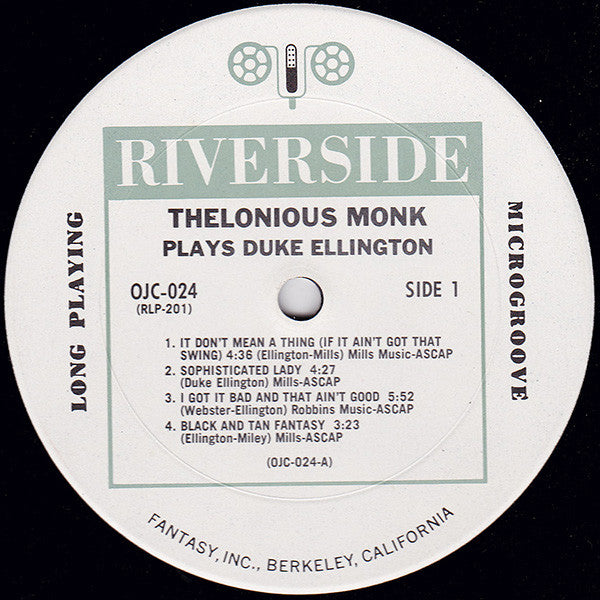 RIVERSIDE
THELONIOUS MONK
PLAYS DUKE ELLINGTON
LONG PLAYING
MICROGROOVE
OJC-024
(RLP-201)
SIDE 1
1. IT DON'T MEAN A THING (IF IT AIN'T GOT THAT
SWING) 4:36 (Ellington-Mills) Mills Music-ASCAP
2. SOPHISTICATED LADY 4:27
(Duke Ellington) Mills-ASCAP
3. I GOT IT BAD AND THAT AIN'T GOOD 5:52
(Webster-Ellington) Robbins Music-ASCAP
4. BLACK AND TAN FANTASY 3:23
(Ellington-Miley) Mills-ASCAP
(OJC-024-A)
FANTASY, INC., BERKELEY, CALIFORNIA